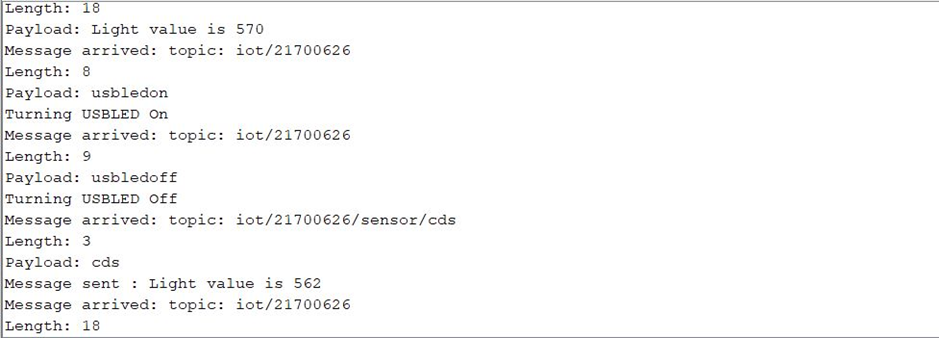 Length: 18
Payload: Light value is 570
Message arrived: topic: iot/21700626
Length: 8
Payload: usbledon
Turning USBLED On
Message arrived: topic: iot/21700626
Length: 9
Payload: usbledoff
Turning USBLED Off
Message arrived: topic: iot/21700626/sensor/cds
Length: 3
Payload: cds
Message sent : Light value is 562
Message arrived: topic: iot/21700626
Length: 18